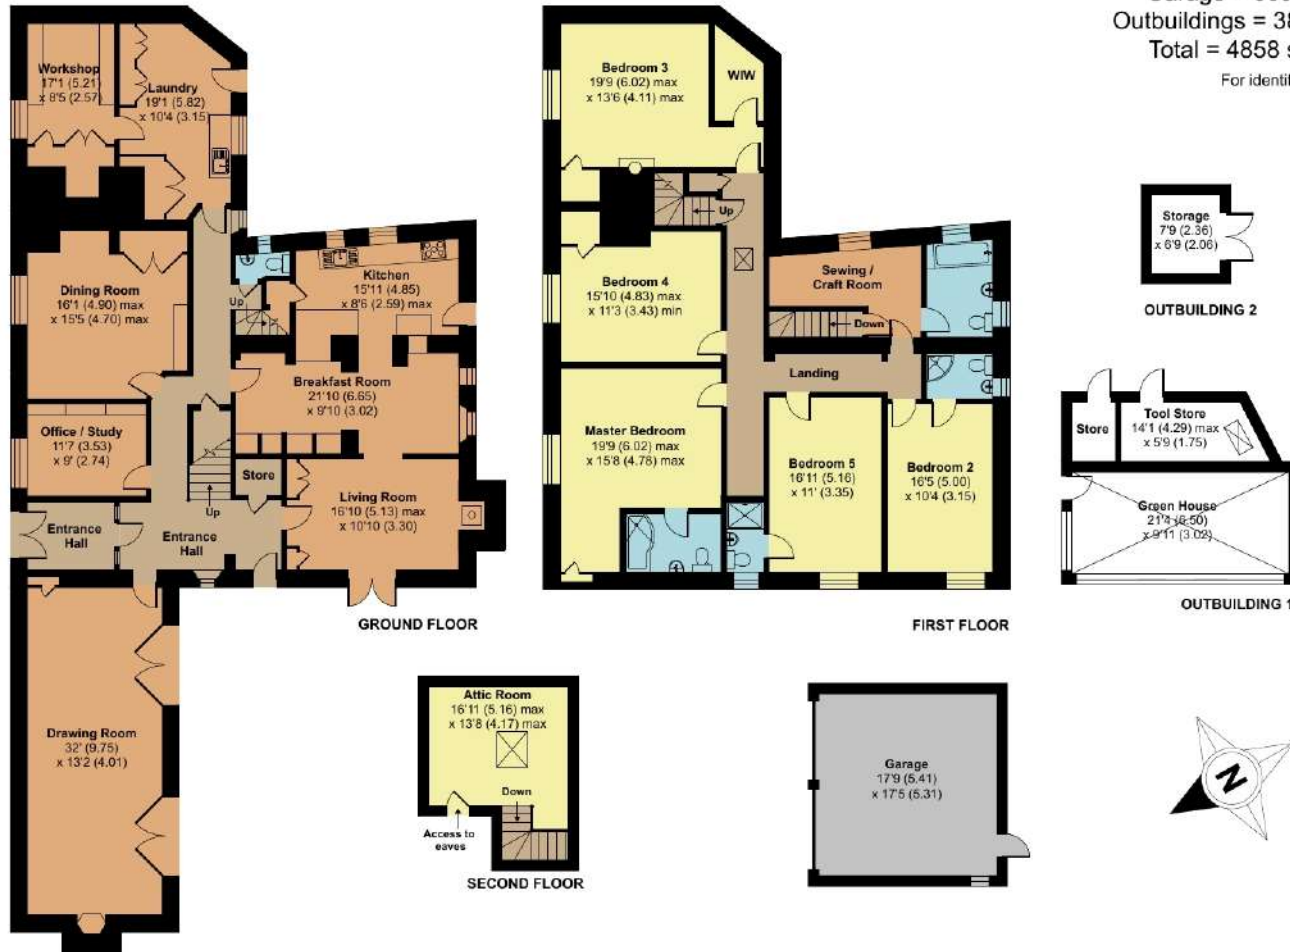 Outbuildings = 38
Total = 4858 s
For identif
Workshop
17'1 (5.21)
x 8'5 (2.57)
Laundry
19'1 (5.82)
x 10'4 (3.15)
Dining Room
16'1 (4.90) max
x 15'5 (4.70) max
Up
Kitchen
15'11 (4.85)
x 8'6 (2.59) max
Breakfast Room
21'10 (6.65)
x 9'10 (3.02)
Office / Study
11'7 (3.53)
x 9' (2.74)
Store
Up
Living Room
16'10 (5.13) max
x 10'10 (3.30)
Entrance
Hall
Entrance
Hall
Drawing Room
32' (9.75)
x 13'2 (4.01)
GROUND FLOOR
Bedroom 3
19'9 (6.02) max
x 13'6 (4.11) max
WIW
Up
Bedroom 4
15'10 (4.83) max
x 11'3 (3.43) min
Sewing /
Craft Room
Down
Landing
Master Bedroom
19'9 (6.02) max
x 15'8 (4.78) max
Bedroom 5
16'11 (5.16)
x 11' (3.35)
Bedroom 2
16'5 (5.00)
x 10'4 (3.15)
FIRST FLOOR
Storage
7'9 (2.36)
x 6'9 (2.06)
OUTBUILDING 2
Store
Tool Store
14'1 (4.29) max
x 5'9 (1.75)
Green House
21'4 (6.50)
x 9'11 (3.02)
OUTBUILDING 1
Attic Room
16'11 (5.16) max
x 13'8 (4.17) max
Down
Access to
eaves
SECOND FLOOR
Garage
17'9 (5.41)
x 17'5 (5.31)
N